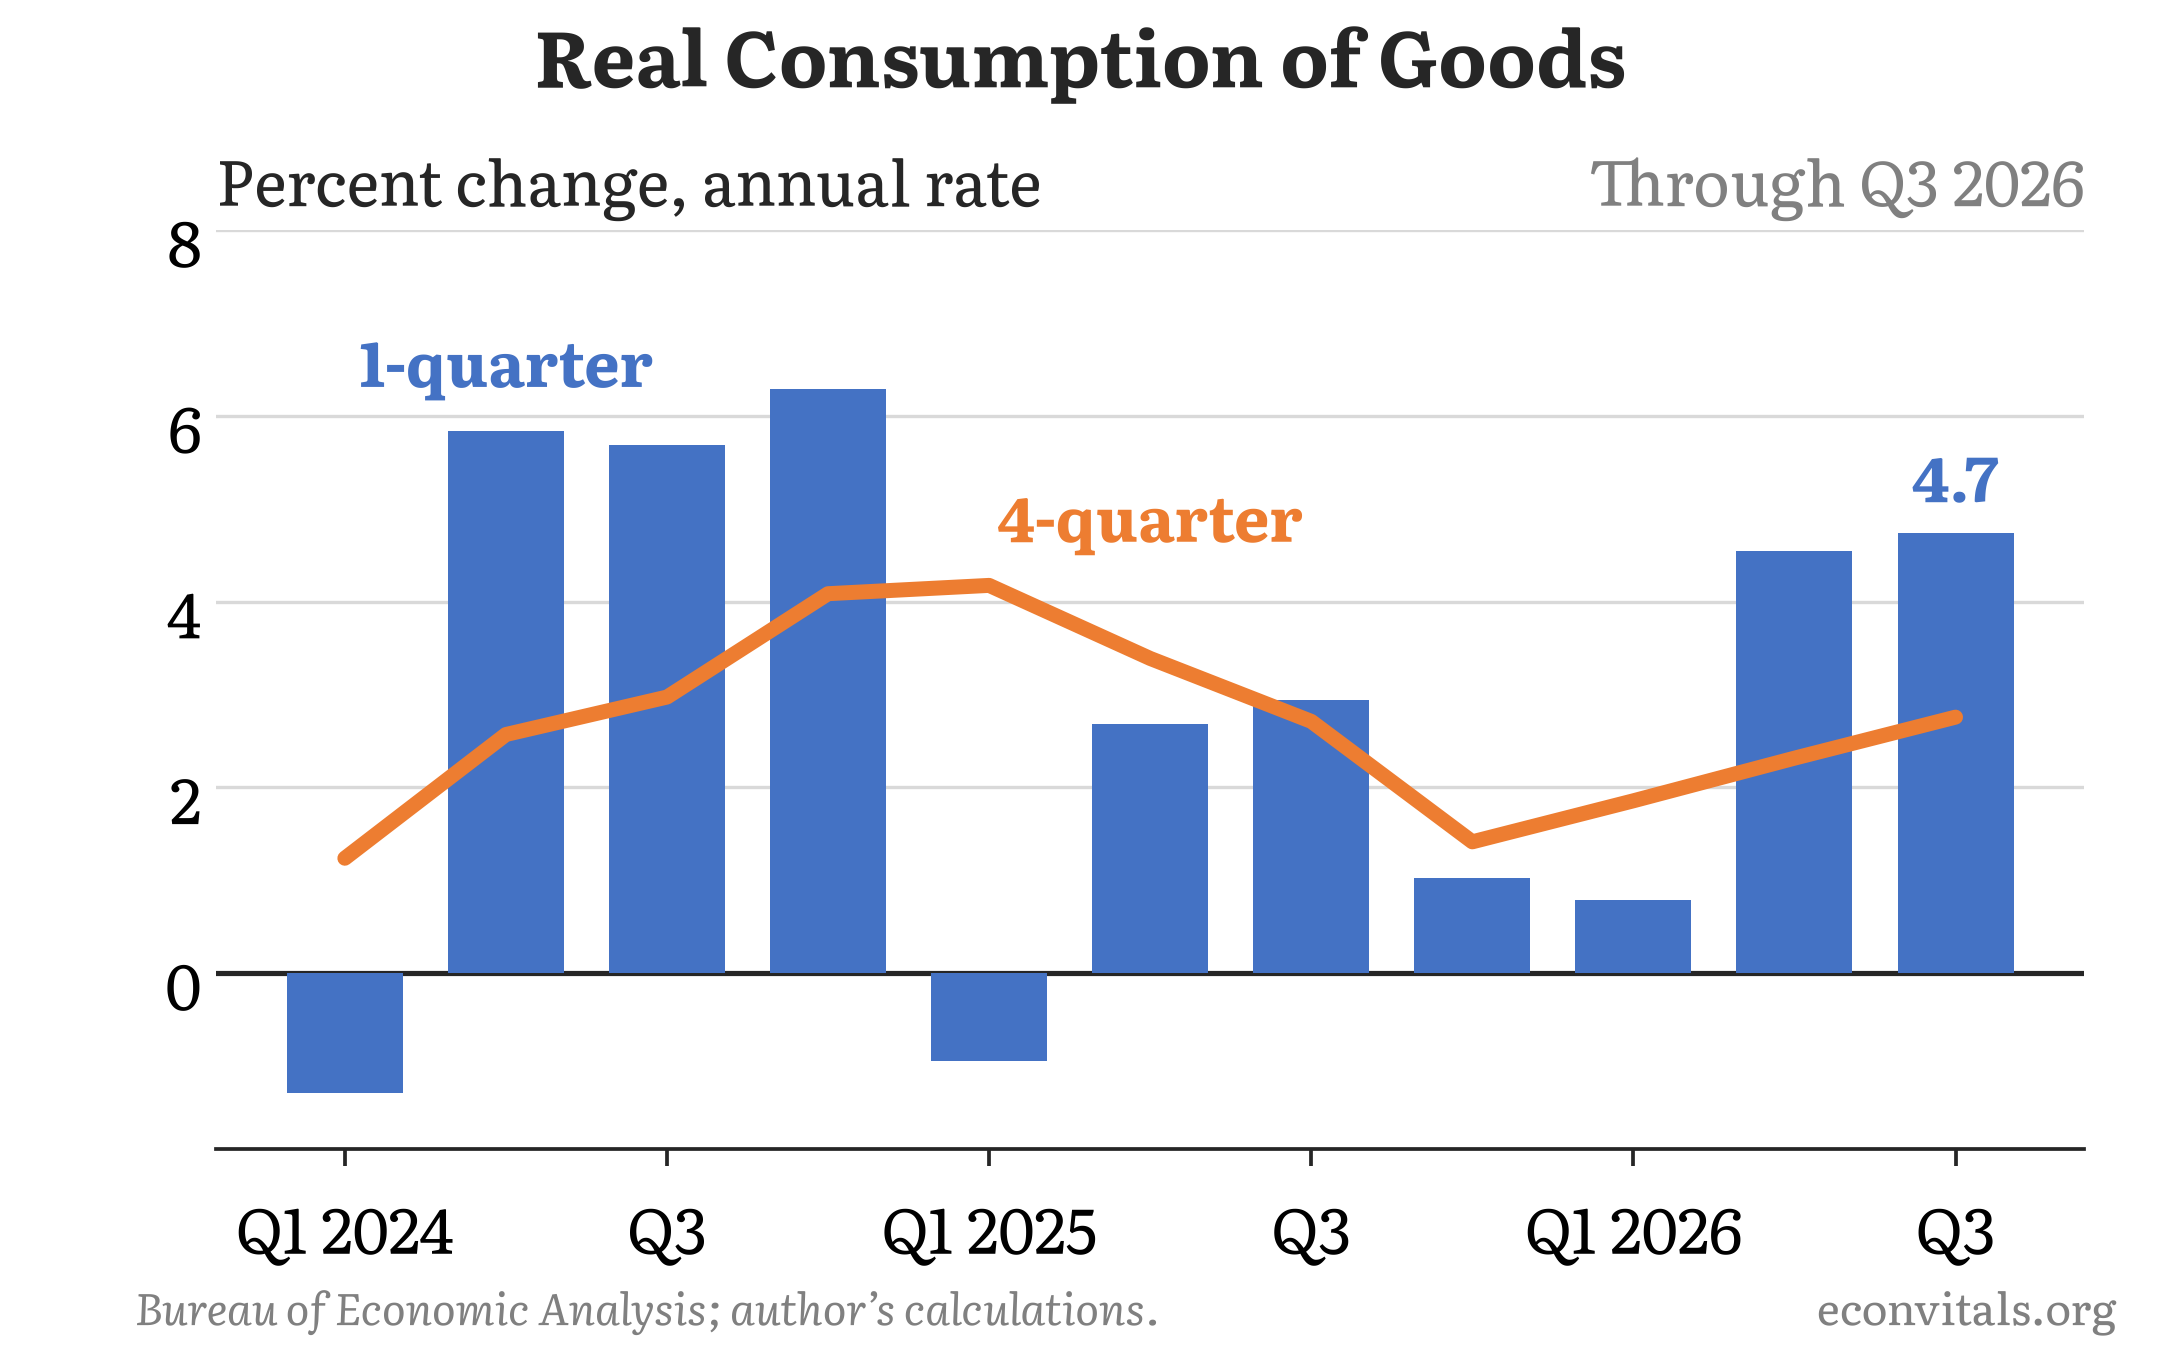 Real Consumption of Goods
Percent change, annual rate
Through Q3 2026
8
1-quarter
6
4.7
4-quarter
4
2
0
Q1 2024 Q3 Q1 2025 Q3 Q1 2026 Q3
Bureau of Economic Analysis; author’s calculations.
econvitals.org